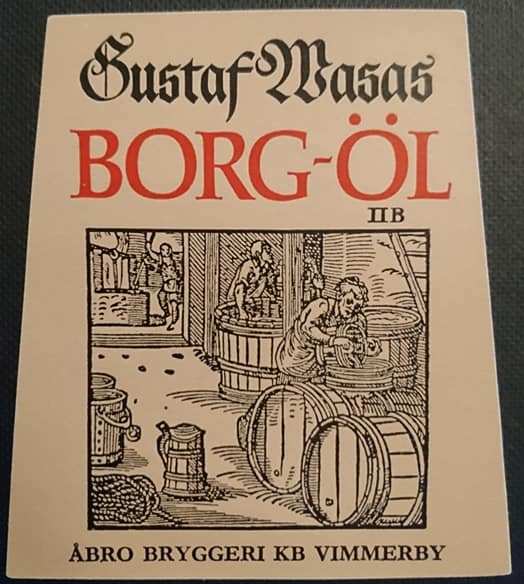 Gustaf Wasas
BORG-ÖL
IIB
ÅBRO BRYGGERI KB VIMMERBY